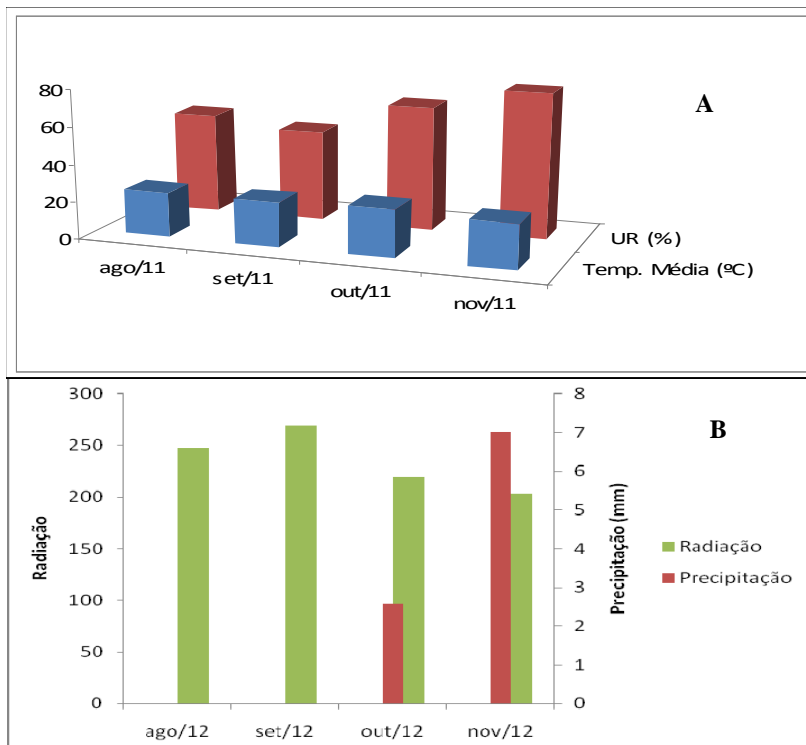 A
80
60
40
20
0
ago/11
set/11
out/11
nov/11
UR (%)
Temp. Média (ºC)
B
300
250
200
150
100
50
0
Radiação
8
7
6
5
4
3
2
1
0
Precipitação (mm)
Radiação
Precipitação
ago/12
set/12
out/12
nov/12